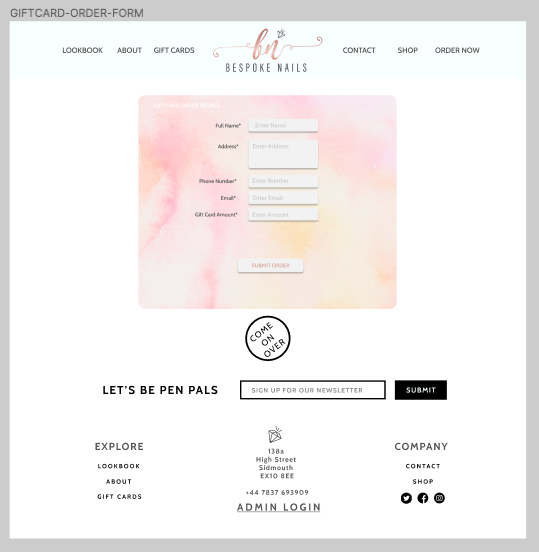 GIFTCARD-ORDER-FORM
LOOKBOOK ABOUT GIFT CARDS CONTACT SHOP ORDER NOW
bn
BESPOKE NAILS
GIFT CARD ORDER DETAILS
Full Name* Enter Name
Address* Enter Address
Phone Number* Enter Number
Email* Enter Email
Gift Card Amount* Enter Amount
SUBMIT ORDER
COME
ON
OVER
LET'S BE PEN PALS SIGN UP FOR OUR NEWSLETTER SUBMIT
EXPLORE
LOOKBOOK
ABOUT
GIFT CARDS
138a
High Street
Sidmouth
EX10 8EE
+44 7837 693909
ADMIN LOGIN
COMPANY
CONTACT
SHOP